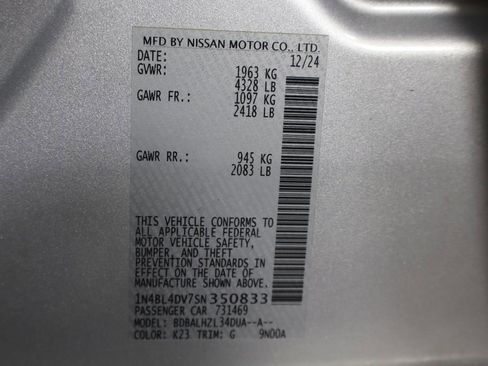 MFD BY NISSAN MOTOR CO., LTD.
DATE: 12/24
GVWR: 1963 KG
4328 LB
GAWR FR.: 1097 KG
2418 LB
GAWR RR.: 945 KG
2083 LB
THIS VEHICLE CONFORMS TO
ALL APPLICABLE FEDERAL
MOTOR VEHICLE SAFETY,
BUMPER, AND THEFT
PREVENTION STANDARDS IN
EFFECT ON THE DATE OF
MANUFACTURE SHOWN ABOVE.
1N4BL4DV7SN350833
PASSENGER CAR 731469
MODEL: BDBALHZL34DUA--A--
COLOR: K23 TRIM: G 9N00A